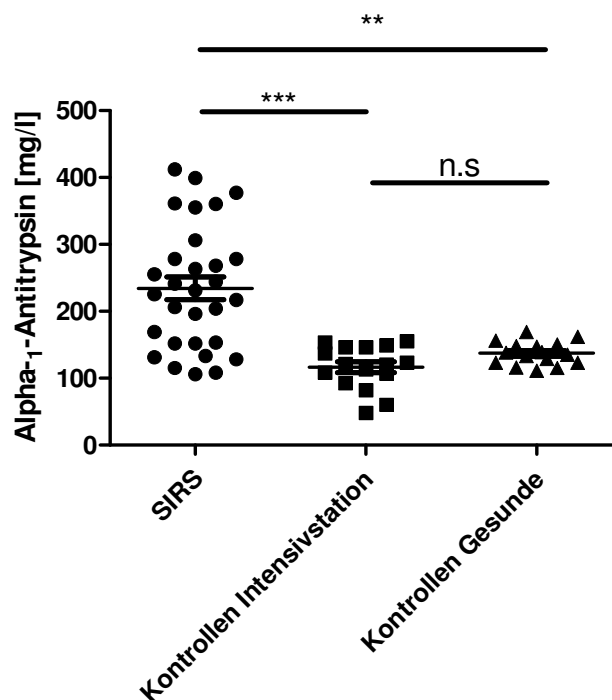 **
***
n.s
500
400
300
200
100
0
Alpha-₁-Antitrypsin [mg/l]
SIRS
Kontrollen Intensivstation
Kontrollen Gesunde